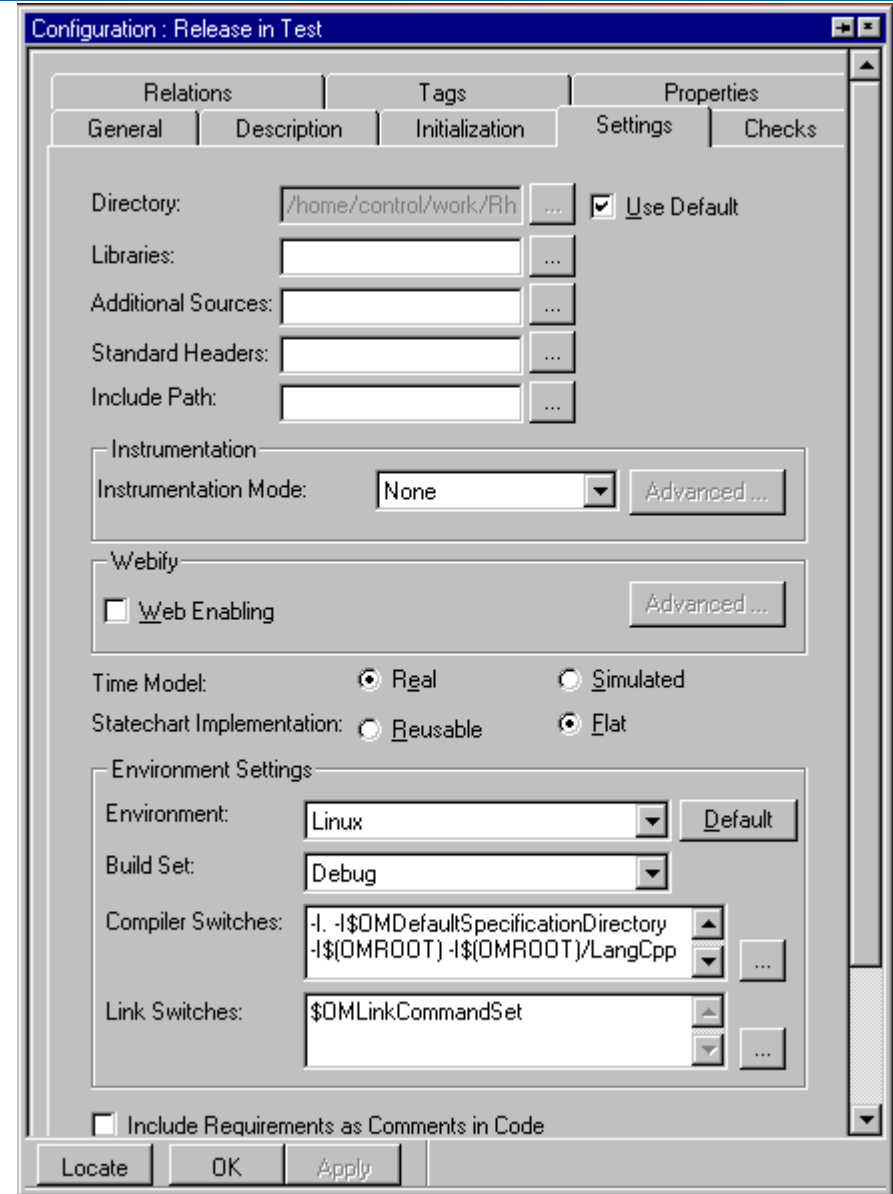 Configuration : Release in Test
Relations Tags Properties
General Description Initialization Settings Checks
Directory: /home/control/work/Rh ... Use Default
Libraries: ...
Additional Sources: ...
Standard Headers: ...
Include Path: ...
Instrumentation
Instrumentation Mode: None Advanced ...
Webify
Web Enabling Advanced ...
Time Model: Real Simulated
Statechart Implementation: Reusable Flat
Environment Settings
Environment: Linux Default
Build Set: Debug
Compiler Switches: -I. -I$OMDefaultSpecificationDirectory
-I$(OMROOT) -I$(OMROOT)/LangCpp ...
Link Switches: $OMLinkCommandSet
...
Include Requirements as Comments in Code
Locate OK Apply